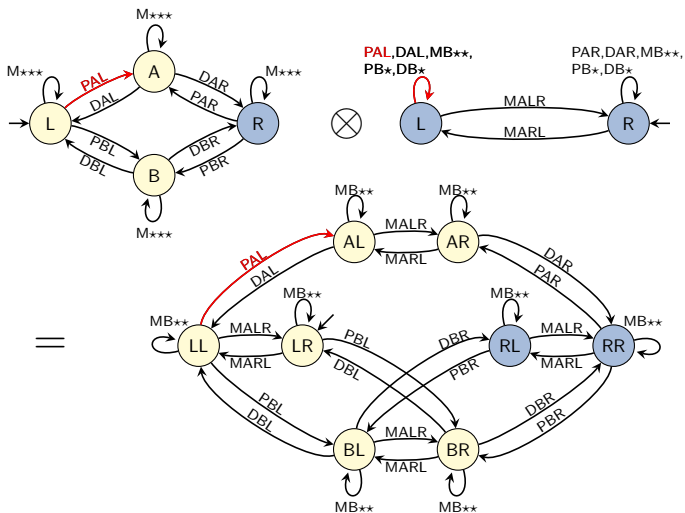 M⋆⋆⋆
A
PAL
DAR
M⋆⋆⋆
DAL
PAR
M⋆⋆⋆
L
R
PBL
DBR
DBL
PBR
B
M⋆⋆⋆
⊗
PAL,DAL,MB⋆⋆,
PB⋆,DB⋆
PAR,DAR,MB⋆⋆,
PB⋆,DB⋆
MALR
L
R
MARL
=
MB⋆⋆
MB⋆⋆
MALR
AL
AR
MARL
PAL
DAL
DAR
PAR
MB⋆⋆
MB⋆⋆
MB⋆⋆
MB⋆⋆
MALR
PBL
DBR
MALR
LL
LR
RL
RR
MARL
DBL
PBR
MARL
PBL
DBL
DBR
PBR
MALR
BL
BR
MARL
MB⋆⋆
MB⋆⋆